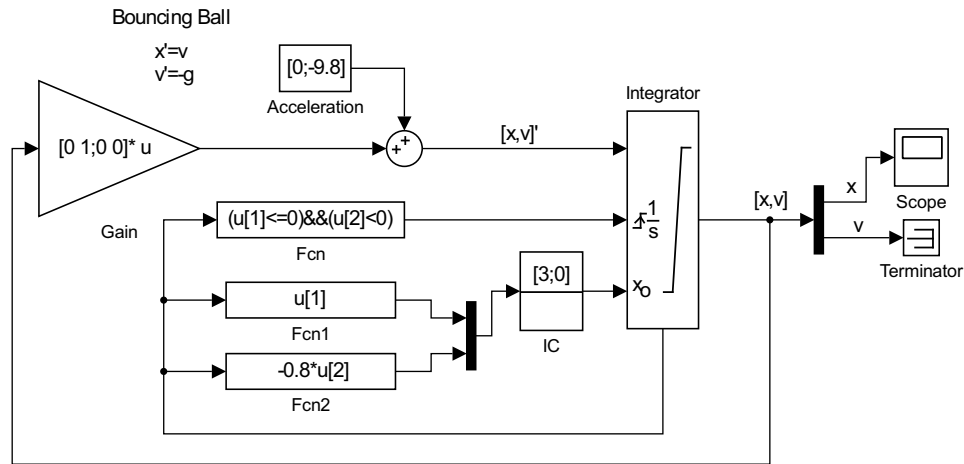 Bouncing Ball
x'=v
v'=-g
[0;-9.8]
Acceleration
Integrator
[0 1;0 0]* u
[x,v]'
[x,v]
x
Scope
Gain
(u[1]<=0)&&(u[2]<0)
Fcn
1
s
v
Terminator
u[1]
Fcn1
[3;0]
IC
xo
-0.8*u[2]
Fcn2